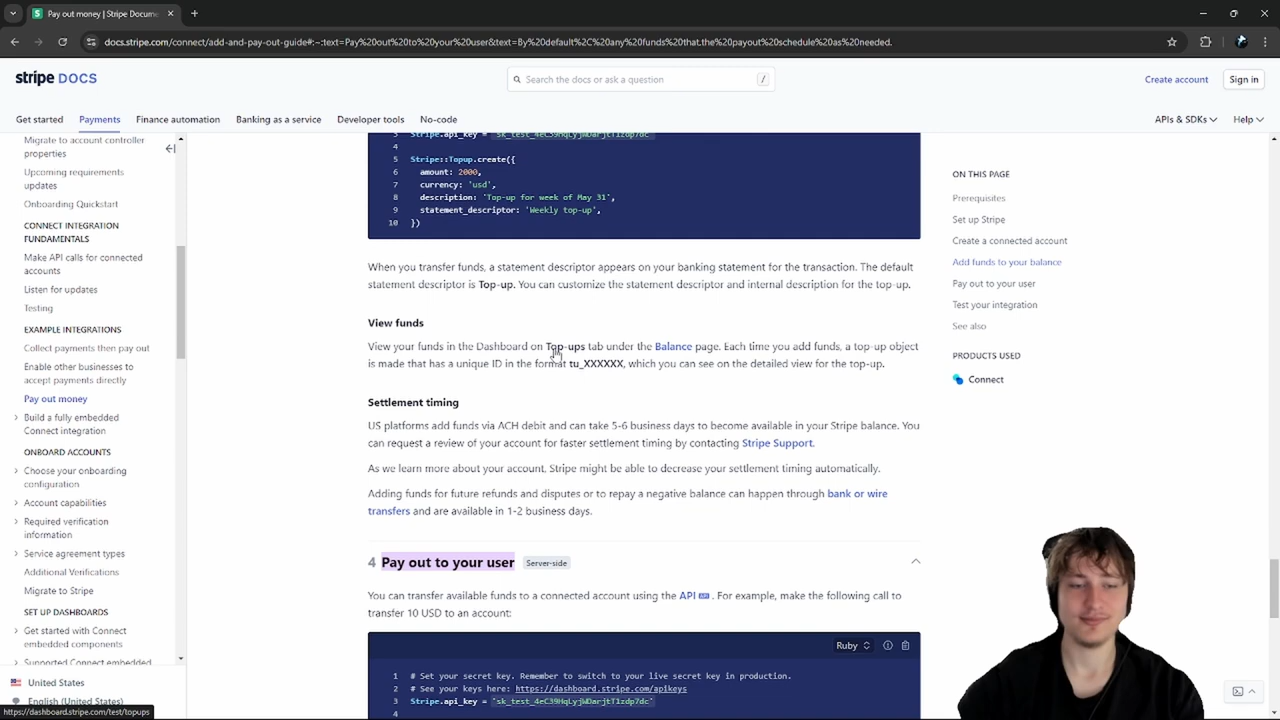 Pay out money | Stripe Docume
docs.stripe.com/connect/add-and-pay-out-guide#:~:text=Pay%20out%20to%20your%20user&text=By%20default%2C%20any%20funds%20that,the%20payout%20schedule%20as%20needed.
stripe DOCS
Search the docs or ask a question
/
Create account
Sign in
Get started
Payments
Finance automation
Banking as a service
Developer tools
No-code
APIs & SDKs
Help
Migrate to account controller
properties
Upcoming requirements
updates
Onboarding Quickstart
CONNECT INTEGRATION
FUNDAMENTALS
Make API calls for connected
accounts
Listen for updates
Testing
EXAMPLE INTEGRATIONS
Collect payments then pay out
Enable other businesses to
accept payments directly
Pay out money
Build a fully embedded
Connect integration
ONBOARD ACCOUNTS
Choose your onboarding
configuration
Account capabilities
Required verification
information
Service agreement types
Additional Verifications
Migrate to Stripe
SET UP DASHBOARDS
Get started with Connect
embedded components
Supported Connect embedded
United States
English (United States)
https://dashboard.stripe.com/test/topups
3 Stripe.api_key =
4
5 Stripe::Topup.create({
6 amount: 2000,
7 currency: 'usd',
8 description: 'Top-up for week of May 31',
9 statement_descriptor: 'Weekly top-up',
10 })
When you transfer funds, a statement descriptor appears on your banking statement for the transaction. The default
statement descriptor is Top-up. You can customize the statement descriptor and internal description for the top-up.
View funds
View your funds in the Dashboard on Top-ups tab under the Balance page. Each time you add funds, a top-up object
is made that has a unique ID in the format tu_XXXXXX, which you can see on the detailed view for the top-up.
Settlement timing
US platforms add funds via ACH debit and can take 5-6 business days to become available in your Stripe balance. You
can request a review of your account for faster settlement timing by contacting Stripe Support.
As we learn more about your account, Stripe might be able to decrease your settlement timing automatically.
Adding funds for future refunds and disputes or to repay a negative balance can happen through bank or wire
transfers and are available in 1-2 business days.
4 Pay out to your user Server-side
You can transfer available funds to a connected account using the API API . For example, make the following call to
transfer 10 USD to an account:
Ruby
1 # Set your secret key. Remember to switch to your live secret key in production.
2 # See your keys here: https://dashboard.stripe.com/apikeys
3 Stripe.api_key = 'sk_test_4eC39HqLyjWDarjtT1zdp7dc'
4
ON THIS PAGE
Prerequisites
Set up Stripe
Create a connected account
Add funds to your balance
Pay out to your user
Test your integration
See also
PRODUCTS USED
Connect